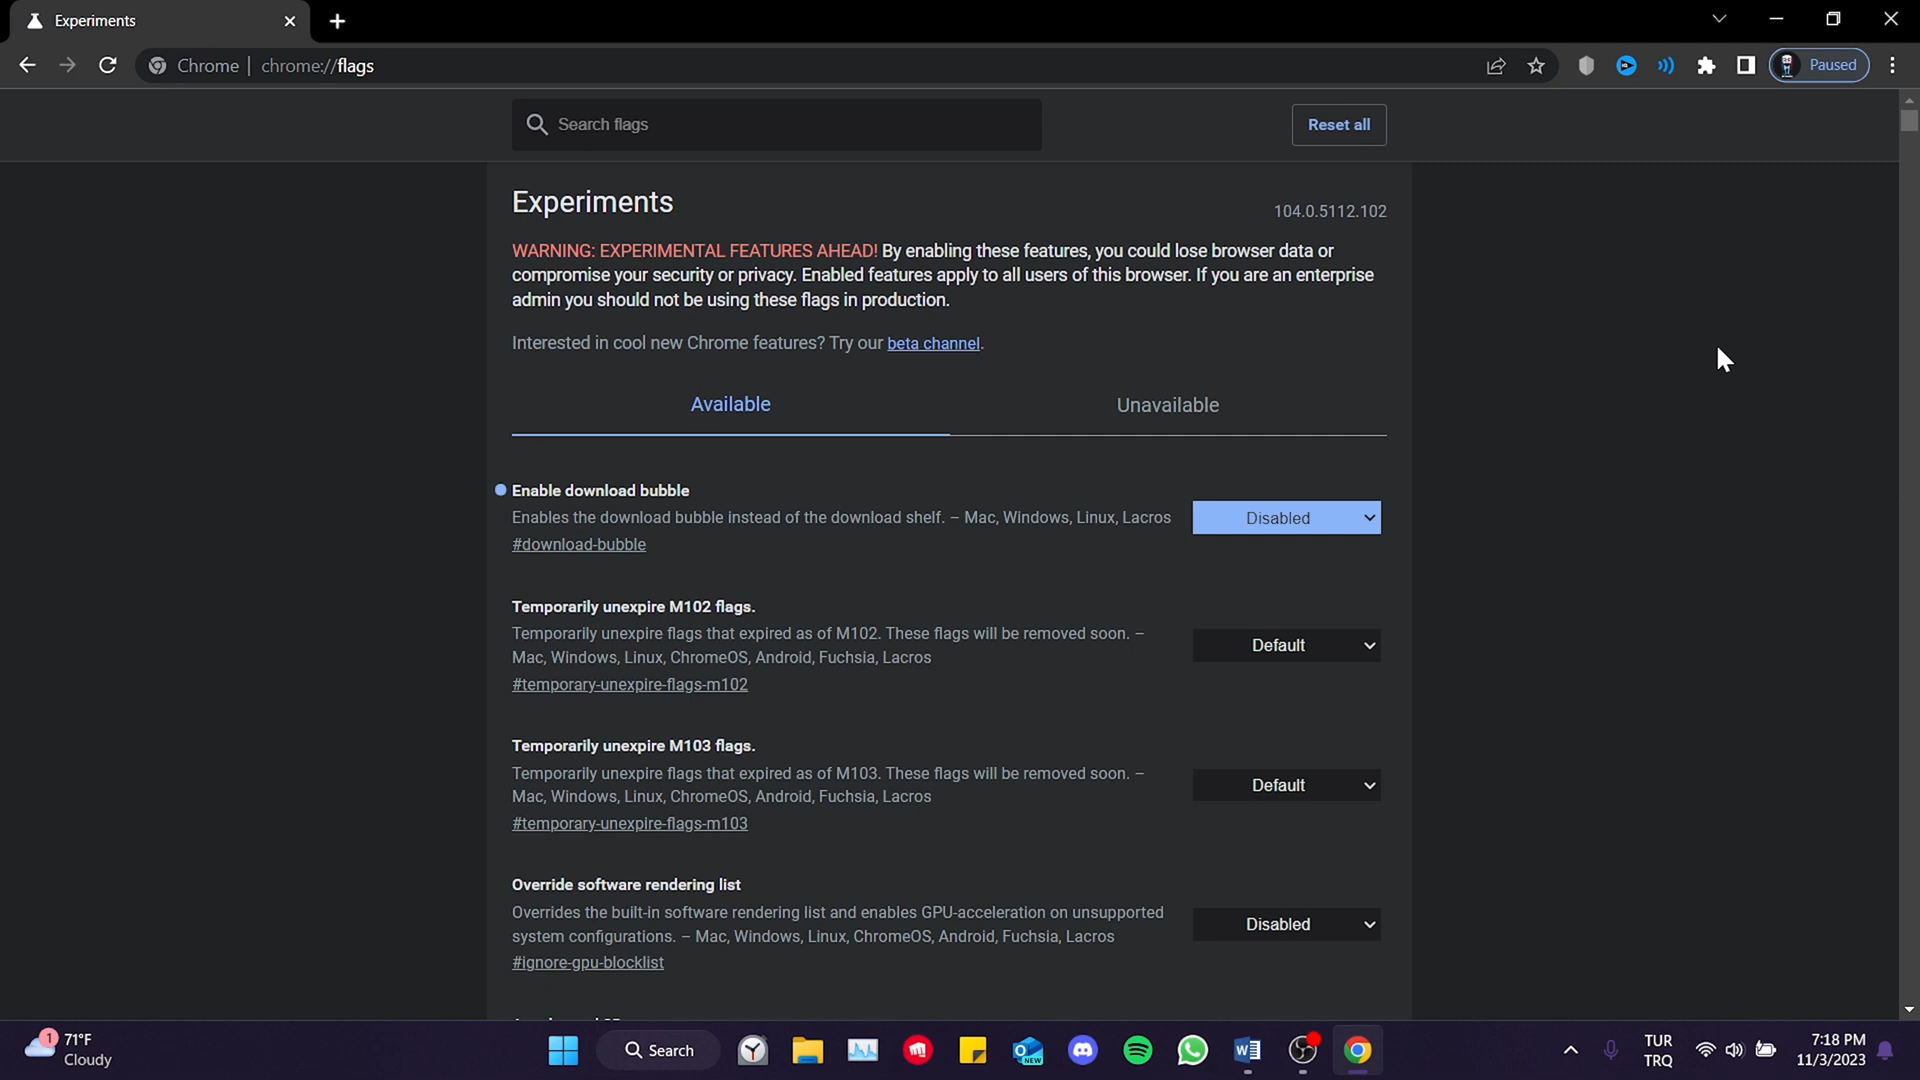 Experiments
Chrome | chrome://flags
Paused
Search flags
Reset all
Experiments
104.0.5112.102
WARNING: EXPERIMENTAL FEATURES AHEAD! By enabling these features, you could lose browser data or
compromise your security or privacy. Enabled features apply to all users of this browser. If you are an enterprise
admin you should not be using these flags in production.
Interested in cool new Chrome features? Try our beta channel.
Available
Unavailable
Enable download bubble
Enables the download bubble instead of the download shelf. – Mac, Windows, Linux, Lacros
#download-bubble
Disabled
Temporarily unexpire M102 flags.
Temporarily unexpire flags that expired as of M102. These flags will be removed soon. –
Mac, Windows, Linux, ChromeOS, Android, Fuchsia, Lacros
#temporary-unexpire-flags-m102
Default
Temporarily unexpire M103 flags.
Temporarily unexpire flags that expired as of M103. These flags will be removed soon. –
Mac, Windows, Linux, ChromeOS, Android, Fuchsia, Lacros
#temporary-unexpire-flags-m103
Default
Override software rendering list
Overrides the built-in software rendering list and enables GPU-acceleration on unsupported
system configurations. – Mac, Windows, Linux, ChromeOS, Android, Fuchsia, Lacros
#ignore-gpu-blocklist
Disabled
1
71°F
Cloudy
Search
NEW
TUR
TRQ
7:18 PM
11/3/2023